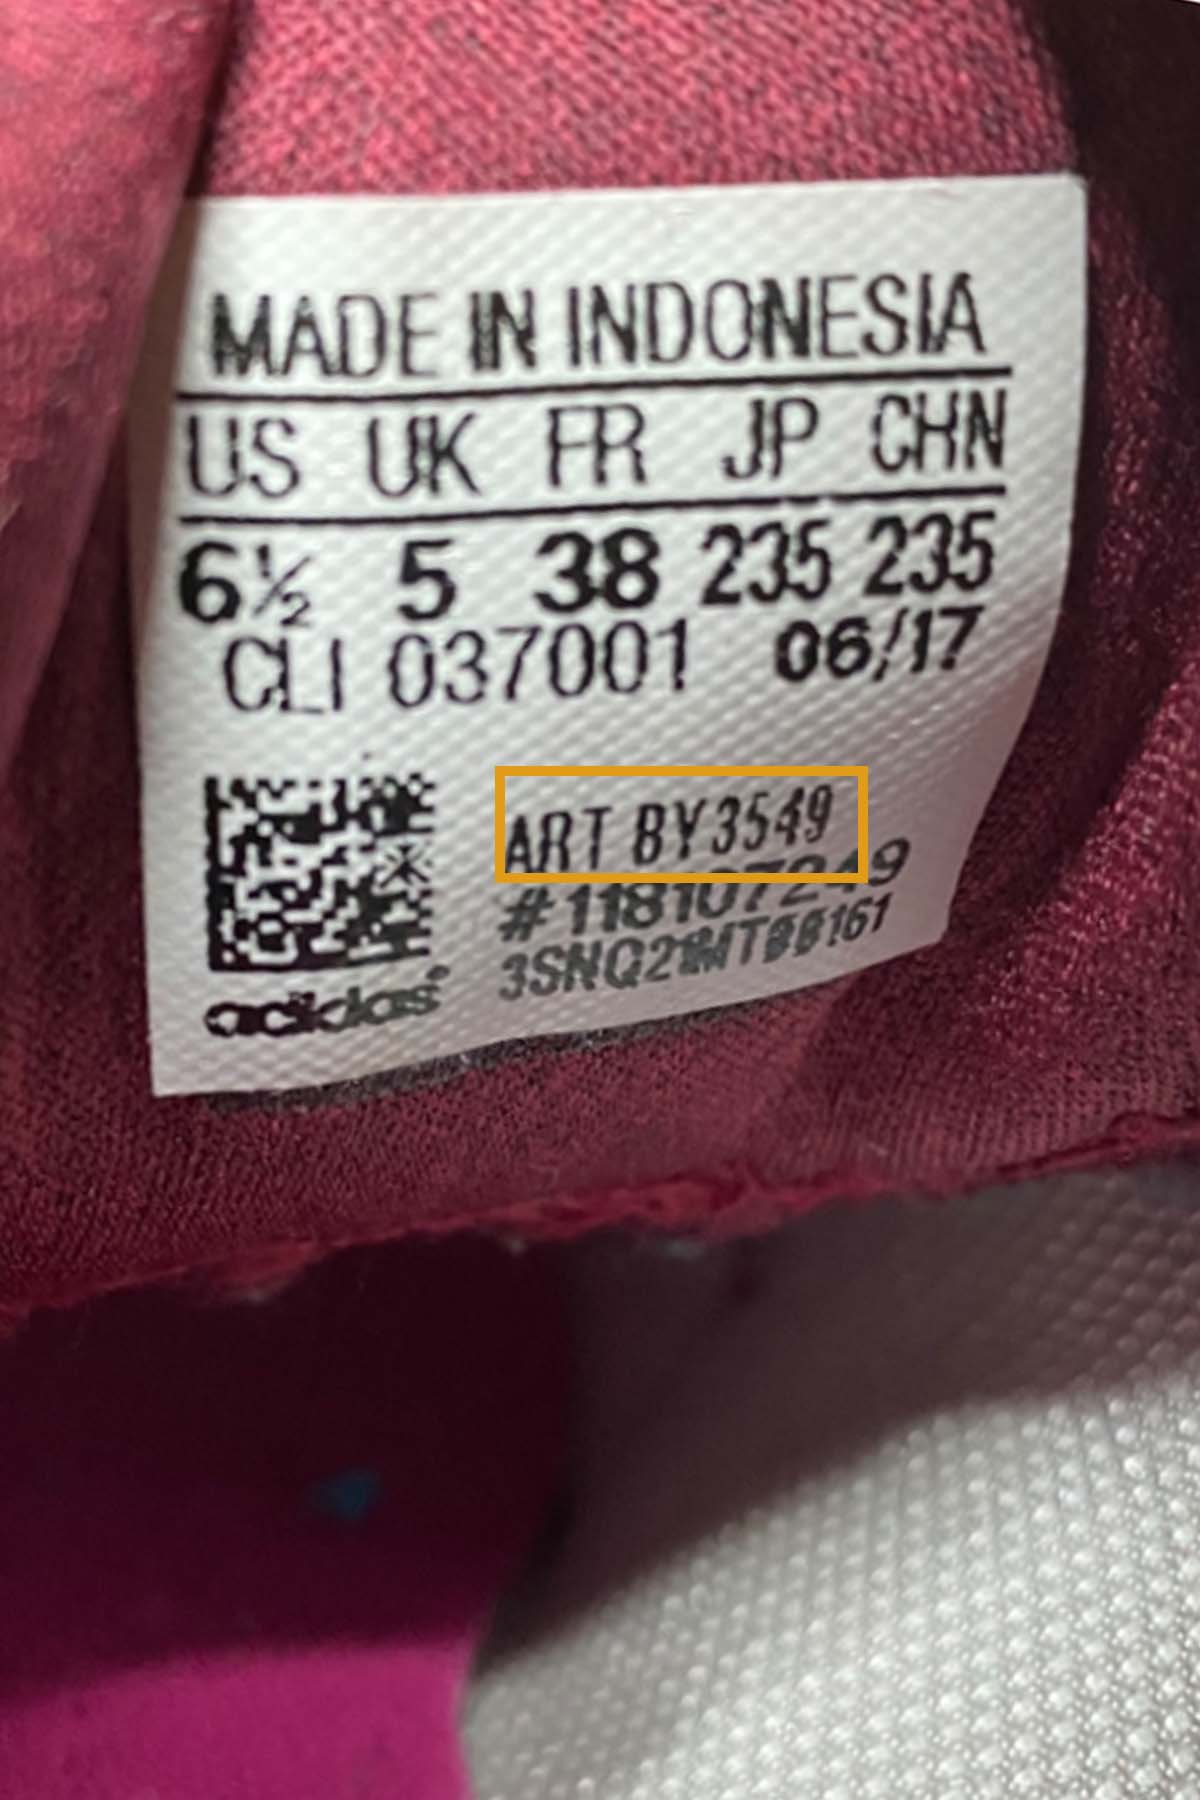 MADE IN INDONESIA
US UK FR JP CHN
6½ 5 38 235 235
CLI 037001 06/17
ART BY3549
#118107249
adidas